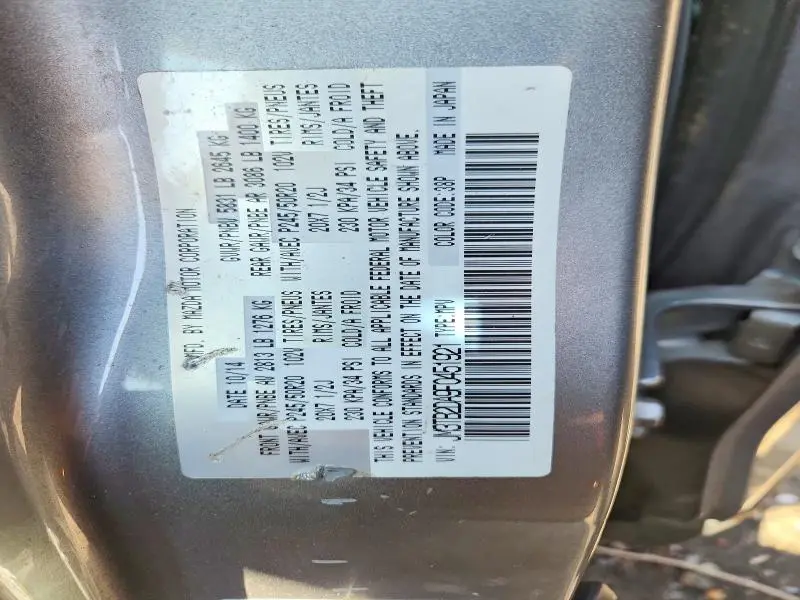 MFD. BY MAZDA MOTOR CORPORATION
DATE 10/14 GVWR/PNBV 5831 LB 2645 KG
FRONT GAWR/PNBE AV 2813 LB 1276 KG REAR GAWR/PNBE AR 3086 LB 1400 KG
WITH/AVEC P245/50R20 102V TIRES/PNEUS WITH/AVEC P245/50R20 102V TIRES/PNEUS
20X7 1/2J RIMS/JANTES 20X7 1/2J RIMS/JANTES
230 KPA/34 PSI COLD/A FROID 230 KPA/34 PSI COLD/A FROID
THIS VEHICLE CONFORMS TO ALL APPLICABLE FEDERAL MOTOR VEHICLE SAFETY AND THEFT
PREVENTION STANDARDS IN EFFECT ON THE DATE OF MANUFACTURE SHOWN ABOVE.
VIN: JM3TB2DA9F0451921 TYPE:MPV COLOR CODE:38P MADE IN JAPAN